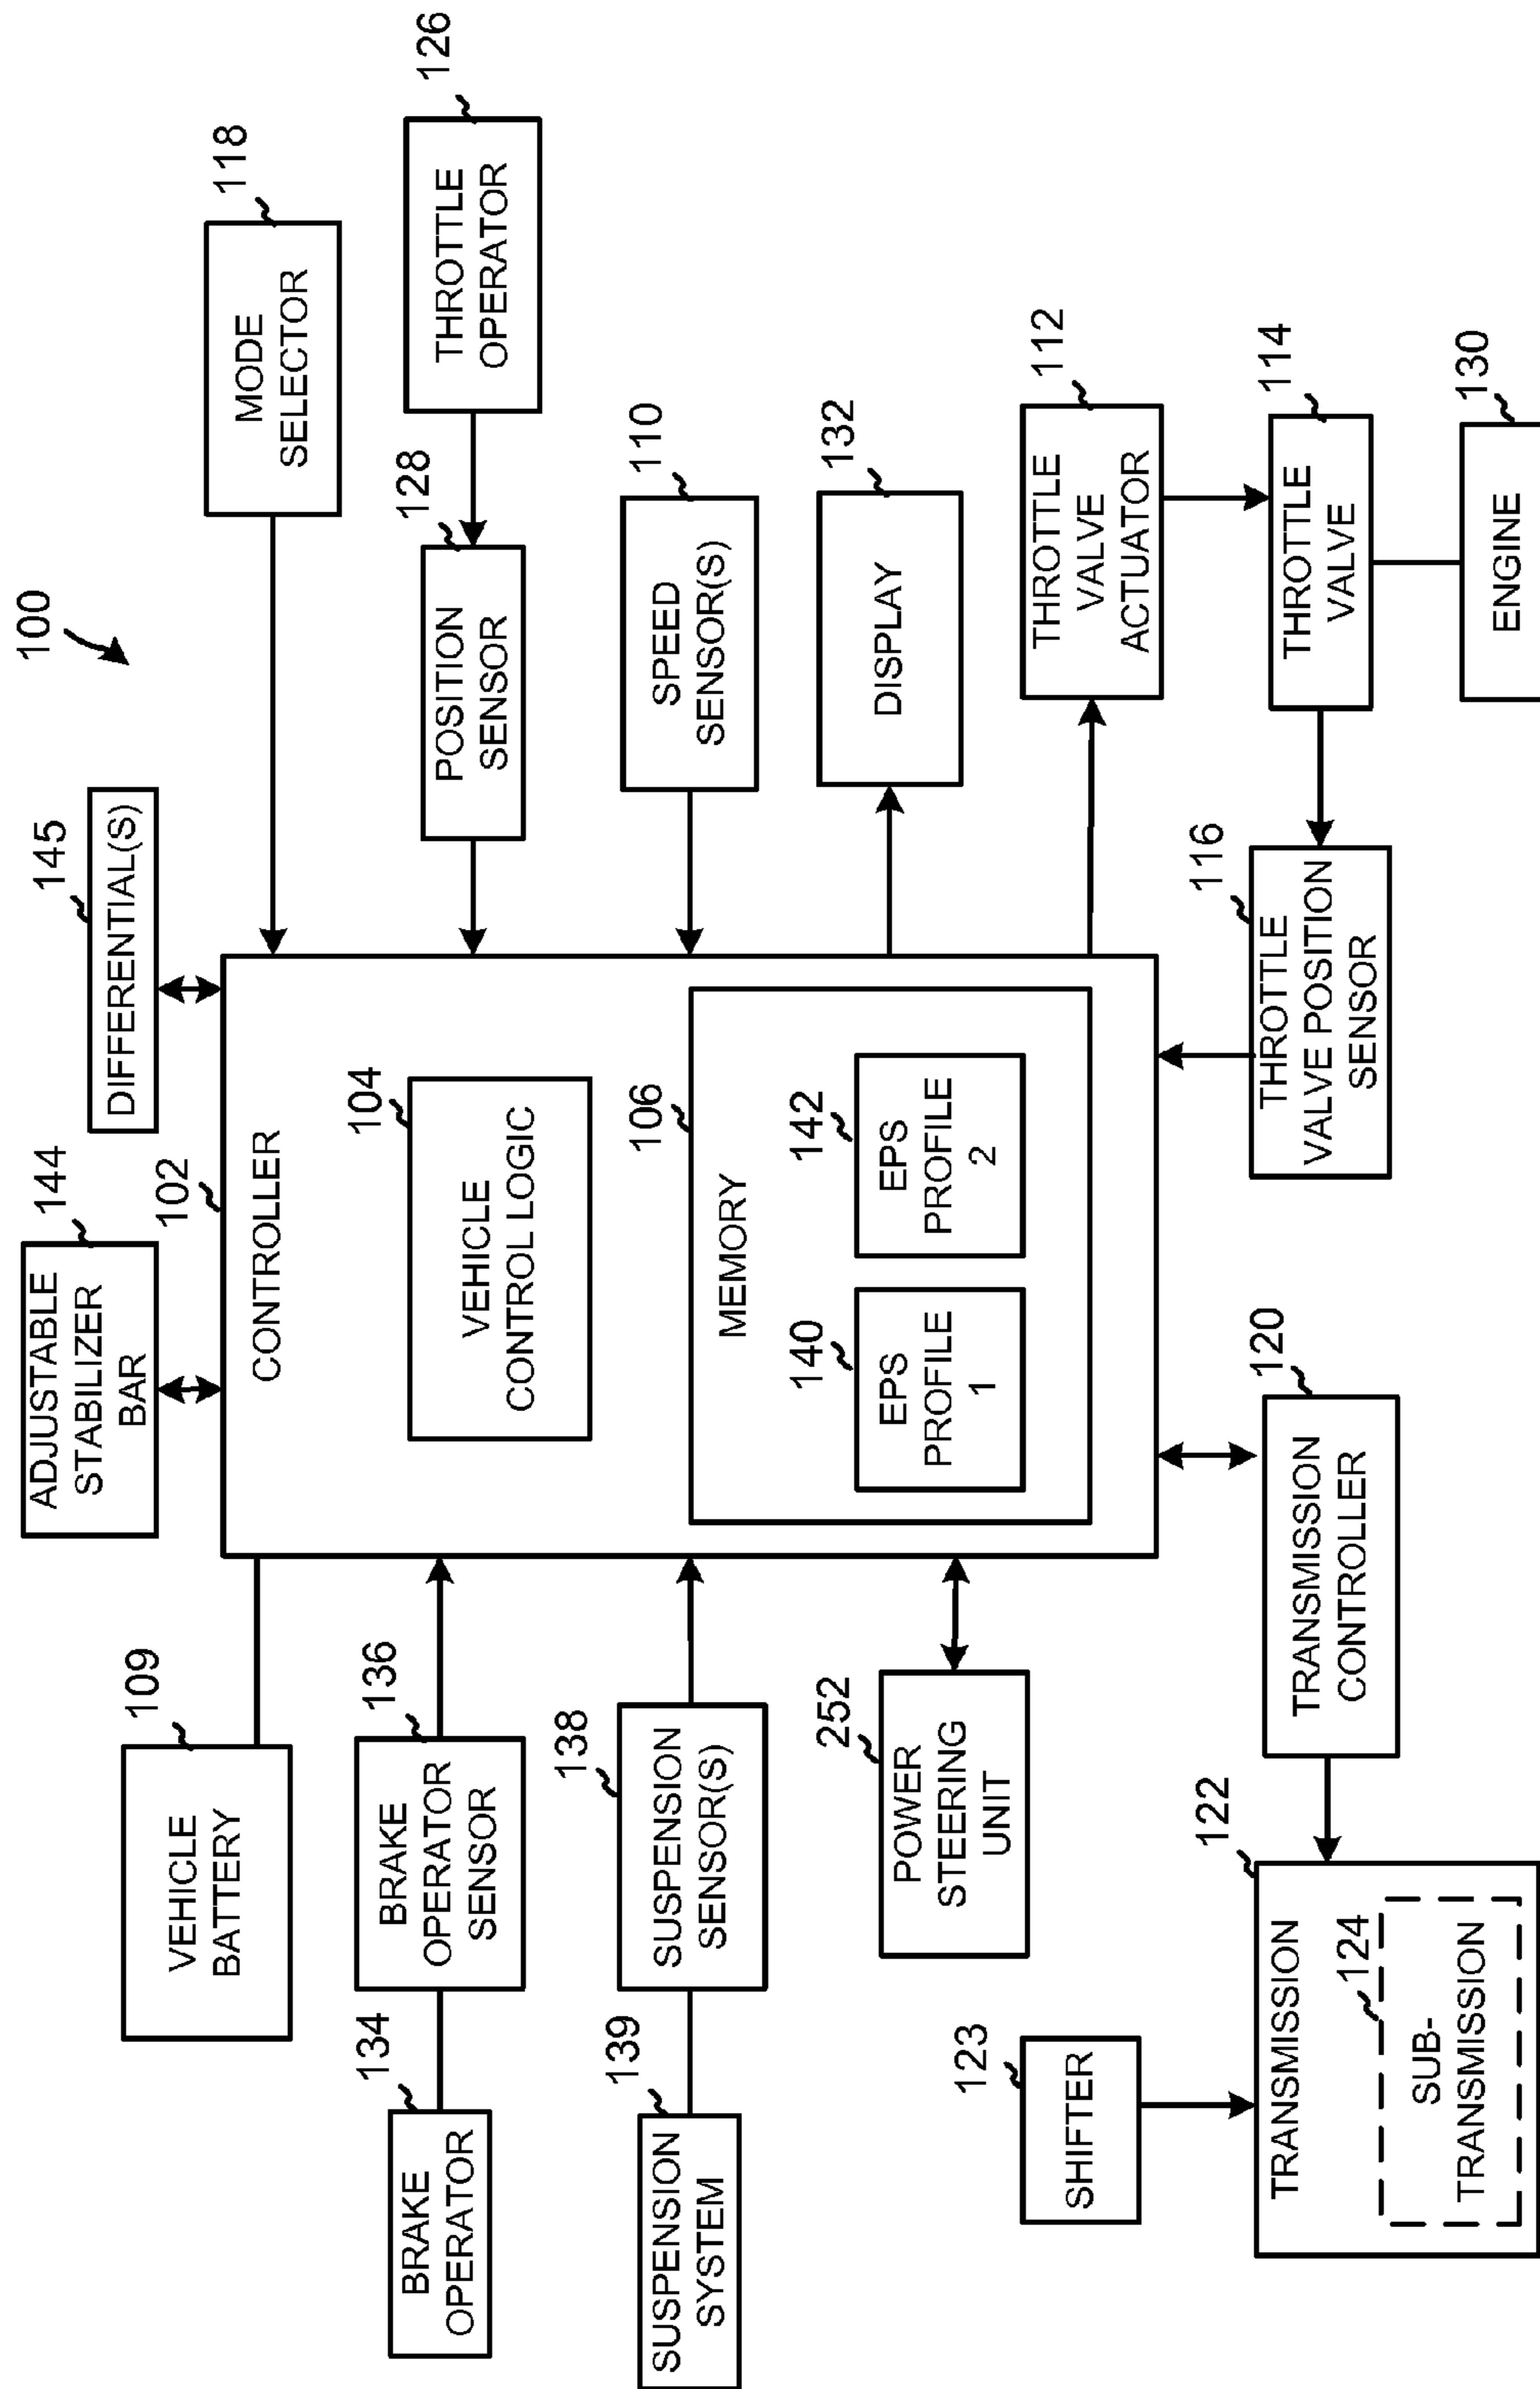 100
144
ADJUSTABLE
STABILIZER
BAR
145
DIFFERENTIAL(S)
102
CONTROLLER
104
VEHICLE
CONTROL LOGIC
106
MEMORY
140
EPS
PROFILE
1
142
EPS
PROFILE
2
109
VEHICLE
BATTERY
134
BRAKE
OPERATOR
136
BRAKE
OPERATOR
SENSOR
139
SUSPENSION
SYSTEM
138
SUSPENSION
SENSOR(S)
252
POWER
STEERING
UNIT
123
SHIFTER
122
TRANSMISSION
124
SUB-
TRANSMISSION
120
TRANSMISSION
CONTROLLER
118
MODE
SELECTOR
128
POSITION
SENSOR
126
THROTTLE
OPERATOR
110
SPEED
SENSOR(S)
132
DISPLAY
112
THROTTLE
VALVE
ACTUATOR
116
THROTTLE
VALVE POSITION
SENSOR
114
THROTTLE
VALVE
130
ENGINE